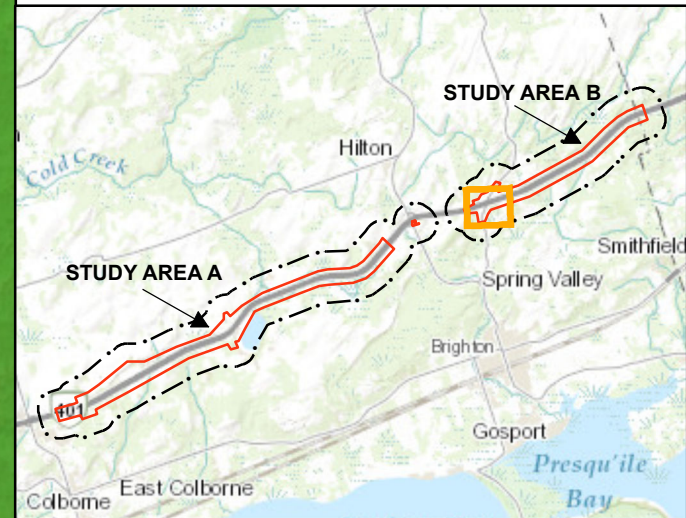 STUDY AREA B
Hilton
Cold Creek
Smithfield
STUDY AREA A
Spring Valley
Brighton
401
Gosport
Presqu'ile
Bay
East Colborne
Colborne